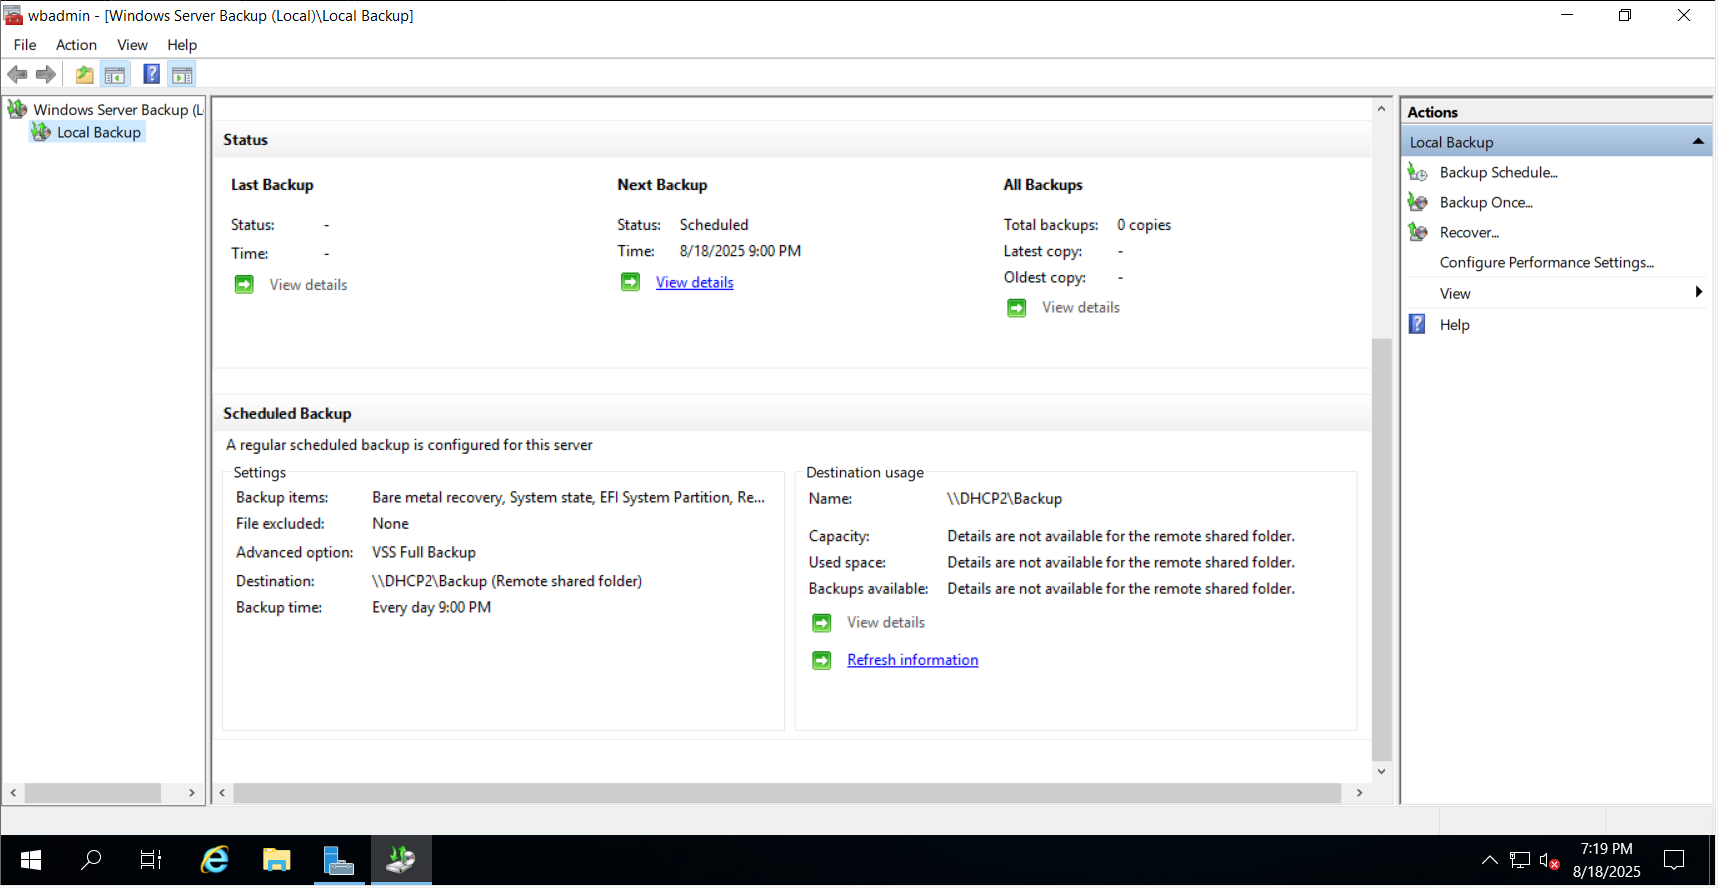 wbadmin - [Windows Server Backup (Local)\Local Backup]
File Action View Help
Windows Server Backup (L
Local Backup
Status
Last Backup
Status: -
Time: -
View details
Next Backup
Status: Scheduled
Time: 8/18/2025 9:00 PM
View details
All Backups
Total backups: 0 copies
Latest copy: -
Oldest copy: -
View details
Scheduled Backup
A regular scheduled backup is configured for this server
Settings
Backup items: Bare metal recovery, System state, EFI System Partition, Re...
File excluded: None
Advanced option: VSS Full Backup
Destination: \\DHCP2\Backup (Remote shared folder)
Backup time: Every day 9:00 PM
Destination usage
Name: \\DHCP2\Backup
Capacity: Details are not available for the remote shared folder.
Used space: Details are not available for the remote shared folder.
Backups available: Details are not available for the remote shared folder.
View details
Refresh information
Actions
Local Backup
Backup Schedule...
Backup Once...
Recover...
Configure Performance Settings...
View
Help
7:19 PM
8/18/2025